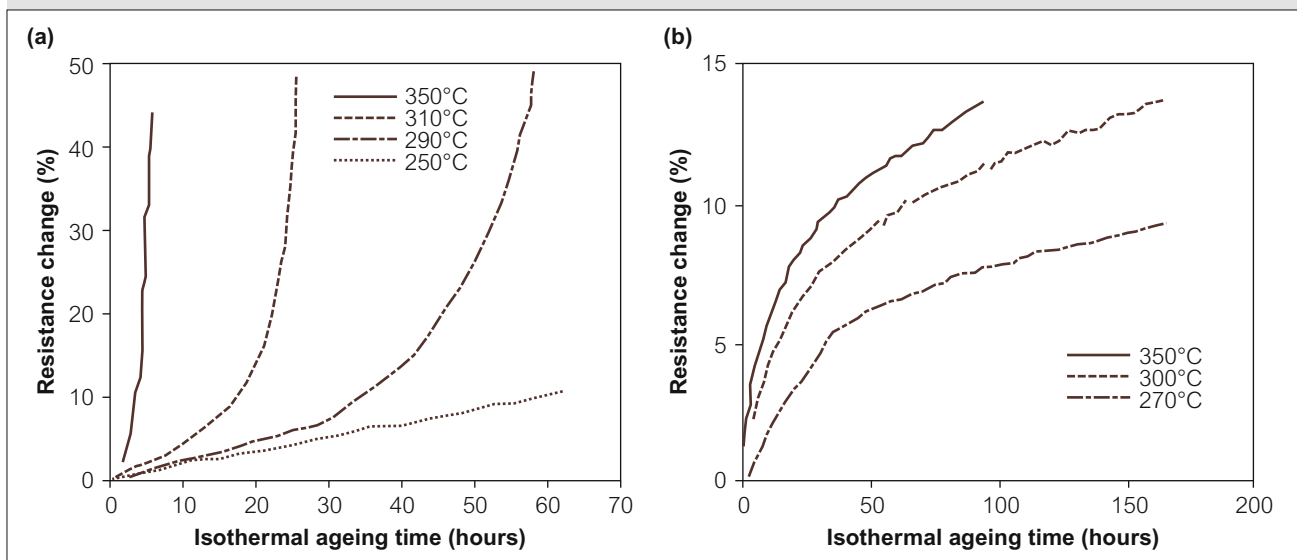 (a)
50
40
30
20
10
0
Resistance change (%)
350°C
310°C
290°C
250°C
0 10 20 30 40 50 60 70
Isothermal ageing time (hours)
(b)
15
10
5
0
Resistance change (%)
350°C
300°C
270°C
0 50 100 150 200
Isothermal ageing time (hours)